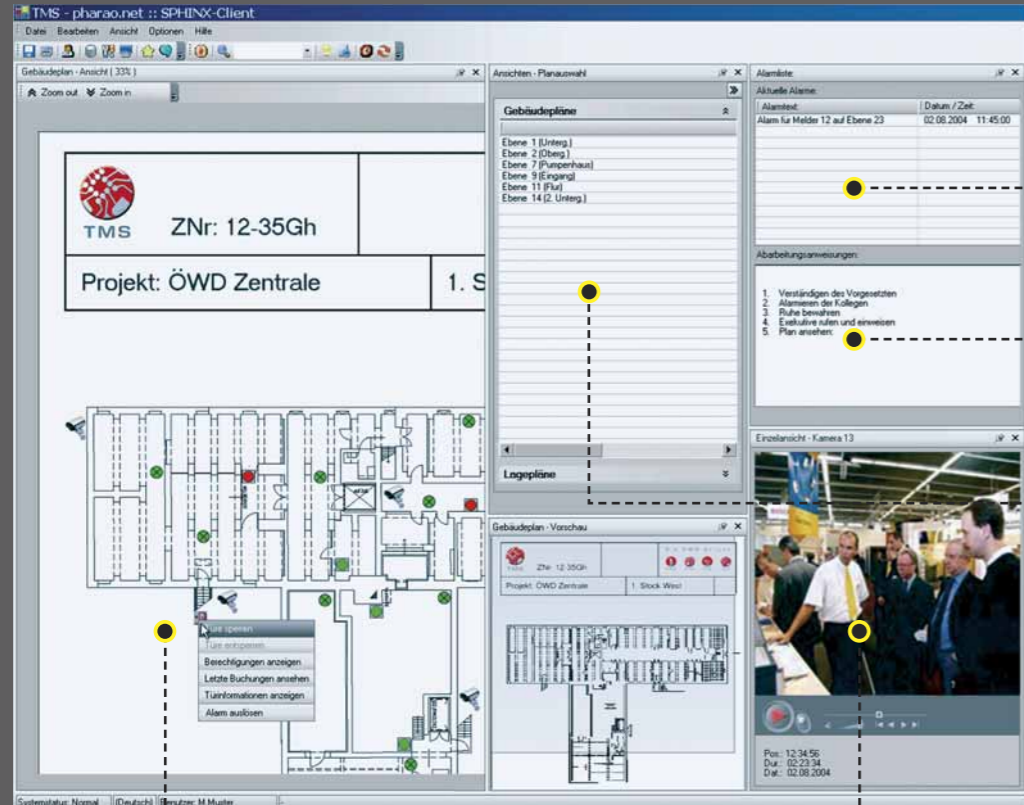 TMS - pharao.net :: SPHINX-Client
Datei Bearbeiten Ansicht Optionen Hilfe
Gebäudeplan - Ansicht ( 33% )
Zoom out Zoom in
TMS
ZNr: 12-35Gh
Projekt: ÖWD Zentrale
1. S
Türe sperren
Türe entsperren
Berechtigungen anzeigen
Letzte Buchungen ansehen
Türinformationen anzeigen
Alarm auslösen
Ansichten - Planauswahl
Gebäudepläne
Ebene 1 (Unterg.)
Ebene 2 (Oberg.)
Ebene 7 (Pumpenhaus)
Ebene 9 (Eingang)
Ebene 11 (Flur)
Ebene 14 (2. Unterg.)
Lagepläne
Gebäudeplan - Vorschau
TMS
ZNr: 12-35Gh
Projekt: ÖWD Zentrale
1. Stock West
Alarmliste
Aktuelle Alarme:
Alarmtext: Datum / Zeit:
Alarm für Melder 12 auf Ebene 23 02.08.2004 11:45:00
Abarbeitungsanweisungen:
1. Verständigen des Vorgesetzten
2. Alarmieren der Kollegen
3. Ruhe bewahren
4. Exekutive rufen und einweisen
5. Plan ansehen:
Einzelansicht - Kamera 13
Pos.: 12:34:56
Dur.: 02:23:34
Dat.: 02.08.2004
Systemstatus: Normal (Deutsch) Benutzer: M.Muster